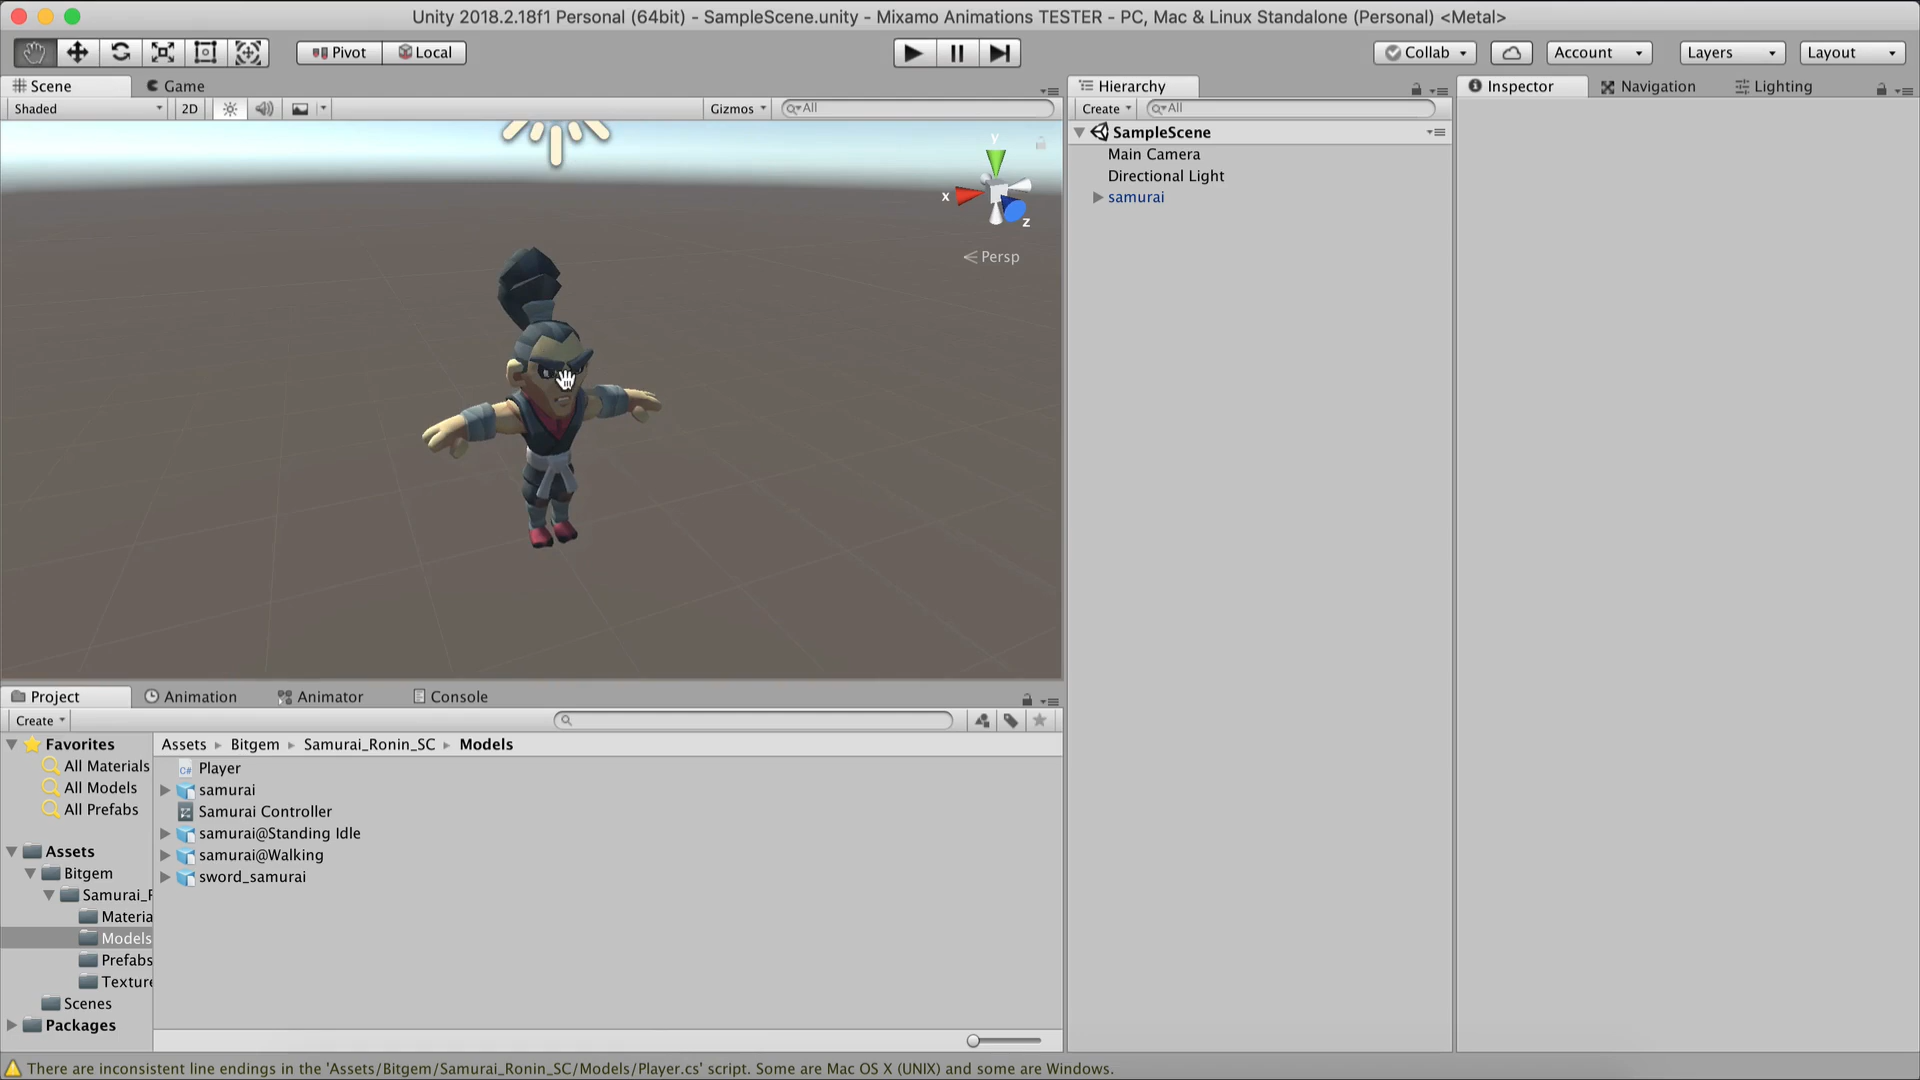 Unity 2018.2.18f1 Personal (64bit) - SampleScene.unity - Mixamo Animations TESTER - PC, Mac & Linux Standalone (Personal) <Metal>
Pivot Local Collab Account Layers Layout
Scene Game
Shaded 2D Gizmos All
y
x
z
Persp
Hierarchy
Create All
SampleScene
Main Camera
Directional Light
samurai
Inspector Navigation Lighting
Project Animation Animator Console
Create
Favorites
All Materials
All Models
All Prefabs
Assets
Bitgem
Samurai_R
Materia
Models
Prefabs
Texture
Scenes
Packages
Assets Bitgem Samurai_Ronin_SC Models
C# Player
samurai
Samurai Controller
samurai@Standing Idle
samurai@Walking
sword_samurai
There are inconsistent line endings in the 'Assets/Bitgem/Samurai_Ronin_SC/Models/Player.cs' script. Some are Mac OS X (UNIX) and some are Windows.